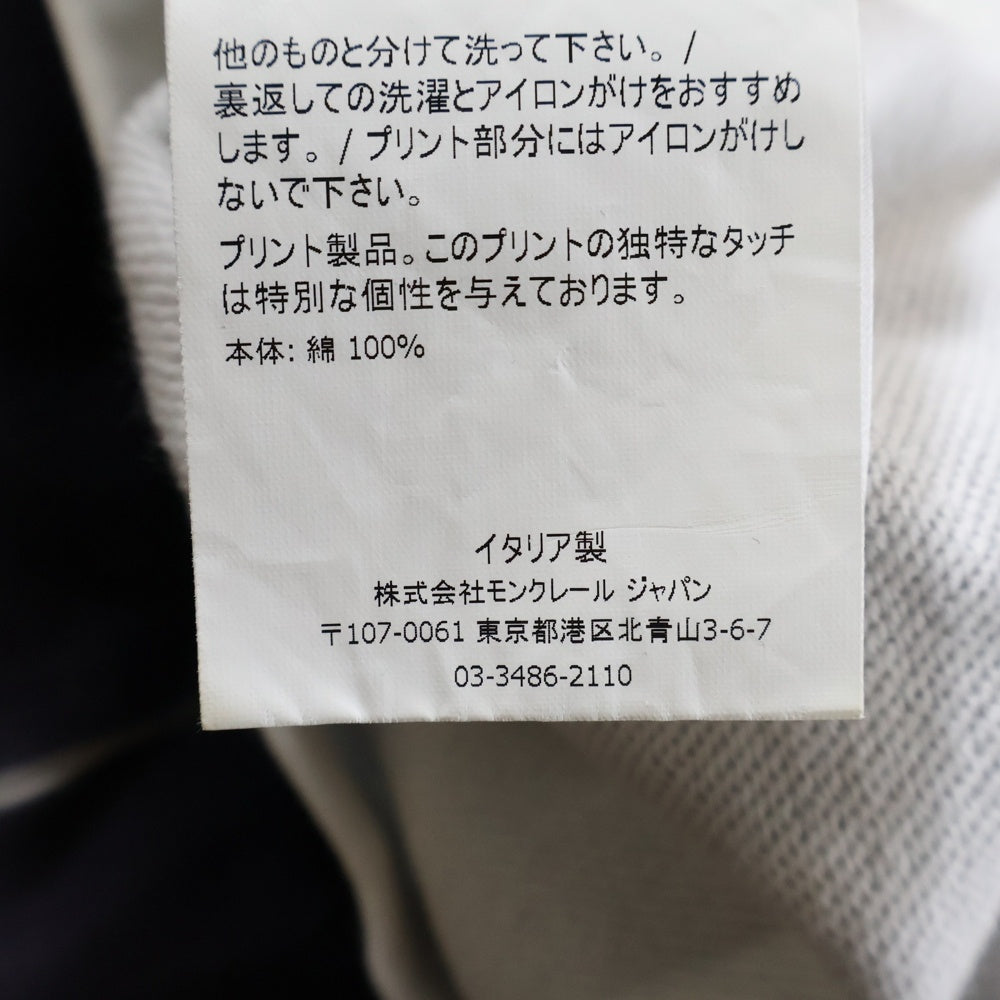 他のものと分けて洗って下さい。/
裏返しての洗濯とアイロンがけをおすすめ
します。/ プリント部分にはアイロンがけし
ないで下さい。
プリント製品。このプリントの独特なタッチ
は特別な個性を与えております。
本体: 綿 100%
イタリア製
株式会社モンクレール ジャパン
〒107-0061 東京都港区北青山3-6-7
03-3486-2110